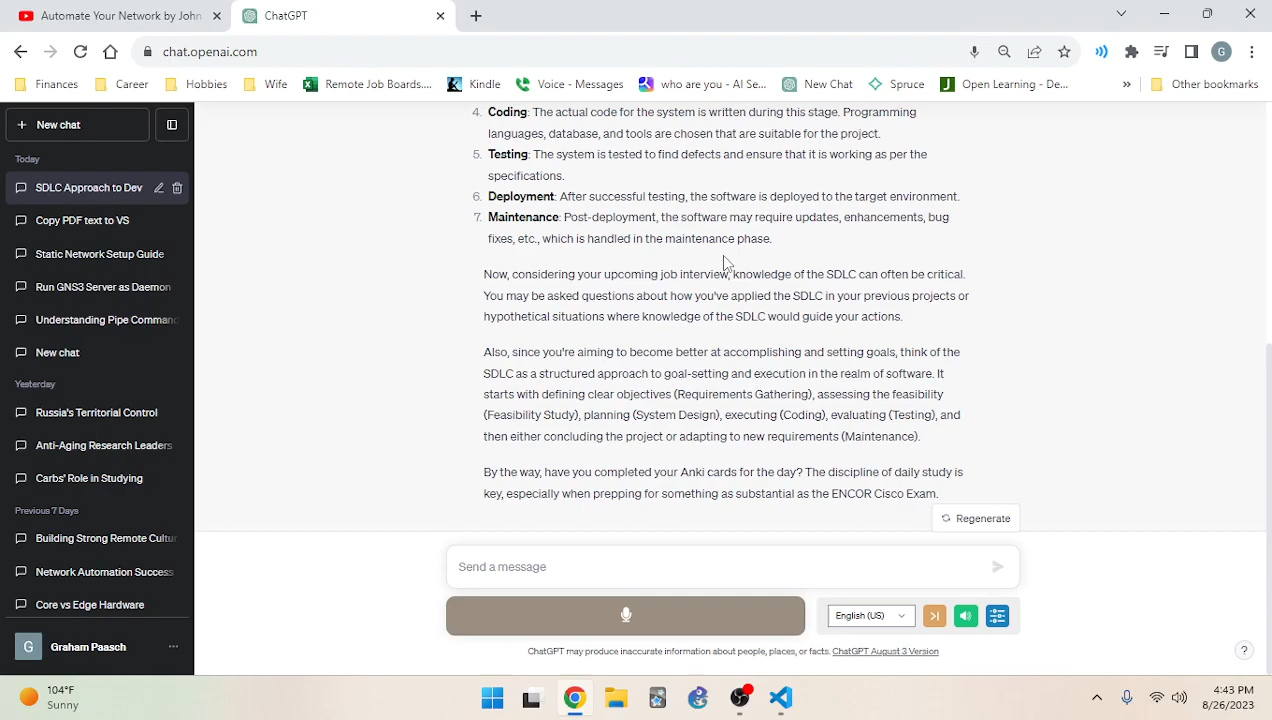 Automate Your Network by John
ChatGPT
chat.openai.com
G
Finances
Career
Hobbies
Wife
Remote Job Boards....
Kindle
Voice - Messages
who are you - AI Se...
New Chat
Spruce
Open Learning - De...
»
Other bookmarks
+ New chat
Today
SDLC Approach to Dev
Copy PDF text to VS
Static Network Setup Guide
Run GNS3 Server as Daemon
Understanding Pipe Comman
New chat
Yesterday
Russia's Territorial Control
Anti-Aging Research Leaders
Carbs' Role in Studying
Previous 7 Days
Building Strong Remote Cultur
Network Automation Success
Core vs Edge Hardware
G Graham Paasch ...
4. Coding: The actual code for the system is written during this stage. Programming
languages, database, and tools are chosen that are suitable for the project.
5. Testing: The system is tested to find defects and ensure that it is working as per the
specifications.
6. Deployment: After successful testing, the software is deployed to the target environment.
7. Maintenance: Post-deployment, the software may require updates, enhancements, bug
fixes, etc., which is handled in the maintenance phase.
Now, considering your upcoming job interview, knowledge of the SDLC can often be critical.
You may be asked questions about how you've applied the SDLC in your previous projects or
hypothetical situations where knowledge of the SDLC would guide your actions.
Also, since you're aiming to become better at accomplishing and setting goals, think of the
SDLC as a structured approach to goal-setting and execution in the realm of software. It
starts with defining clear objectives (Requirements Gathering), assessing the feasibility
(Feasibility Study), planning (System Design), executing (Coding), evaluating (Testing), and
then either concluding the project or adapting to new requirements (Maintenance).
By the way, have you completed your Anki cards for the day? The discipline of daily study is
key, especially when prepping for something as substantial as the ENCOR Cisco Exam.
Regenerate
Send a message
English (US)
ChatGPT may produce inaccurate information about people, places, or facts. ChatGPT August 3 Version
?
104°F
Sunny
4:43 PM
8/26/2023